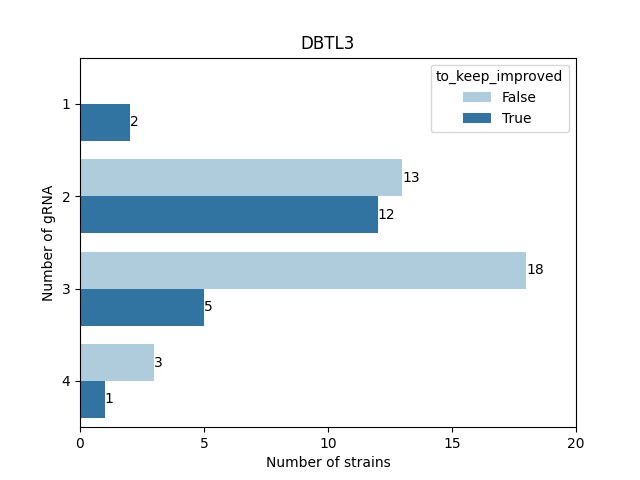 DBTL3
to_keep_improved
False
True
1
2
2
13
12
3
18
5
4
3
1
0 5 10 15 20
Number of gRNA
Number of strains